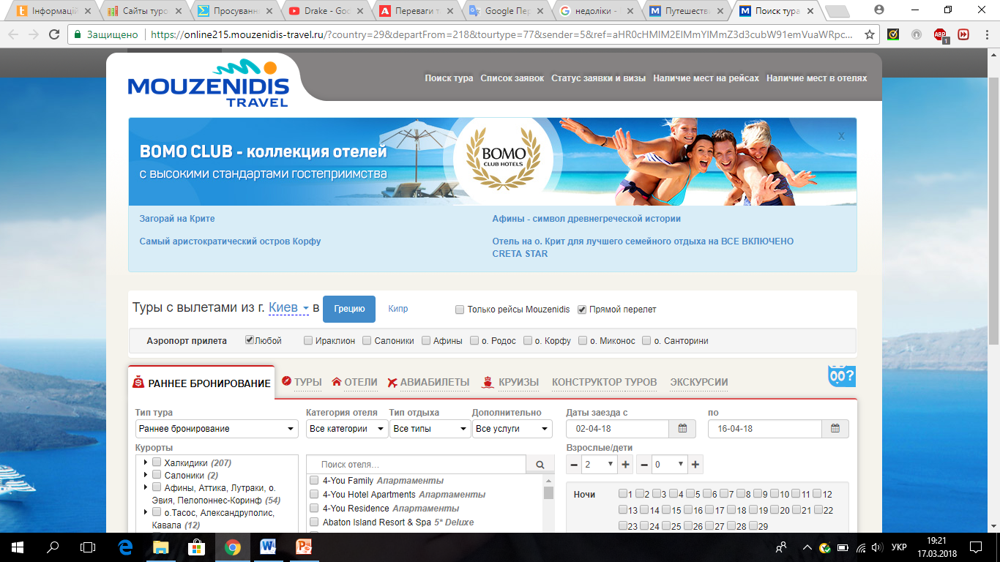 Інформацій
Сайты туро
Просуванн
Drake - Goo
Переваги т
Google Пер
недоліки -
Путешеств
Поиск тура
Защищено
https://online215.mouzenidis-travel.ru/?country=29&departFrom=218&tourtype=77&sender=5&ref=aHR0cHMlM2ElMmYlMmZ3d3cubW91emVuaWRpc...
ABP
1
MOUZENIDIS
TRAVEL
Поиск тура Список заявок Статус заявки и визы Наличие мест на рейсах Наличие мест в отелях
BOMO CLUB - коллекция отелей
с высокими стандартами гостеприимства
BOMO
CLUB HOTELS
x
Загорай на Крите
Афины - символ древнегреческой истории
Самый аристократический остров Корфу
Отель на о. Крит для лучшего семейного отдыха на ВСЕ ВКЛЮЧЕНО
CRETA STAR
Туры с вылетами из г. Киев в Грецию Кипр
Только рейсы Mouzenidis Прямой перелет
Аэропорт прилета Любой Ираклион Салоники Афины о. Родос о. Корфу о. Миконос о. Санторини
РАННЕЕ БРОНИРОВАНИЕ ТУРЫ ОТЕЛИ АВИАБИЛЕТЫ КРУИЗЫ КОНСТРУКТОР ТУРОВ ЭКСКУРСИИ
00?
Тип тура Категория отеля Тип отдыха Дополнительно Даты заезда с по
Раннее бронирование Все категории Все типы Все услуги 02-04-18 16-04-18
Курорты
Взрослые/дети
2 0
Халкидики (207)
Салоники (2)
Афины, Аттика, Лутраки, о.
Эвия, Пелопоннес-Коринф (54)
о.Тасос, Александруполис,
Кавала (12)
Поиск отеля...
4-You Family Апартаменты
4-You Hotel Apartments Апартаменты
4-You Residence Апартаменты
Abaton Island Resort & Spa 5* Deluxe
Ночи 1 2 3 4 5 6 7 8 9 10 11 12
13 14 15 16 17 18 19 20 21 22
23 24 25 26 27 28 29
УКР
19:21
17.03.2018